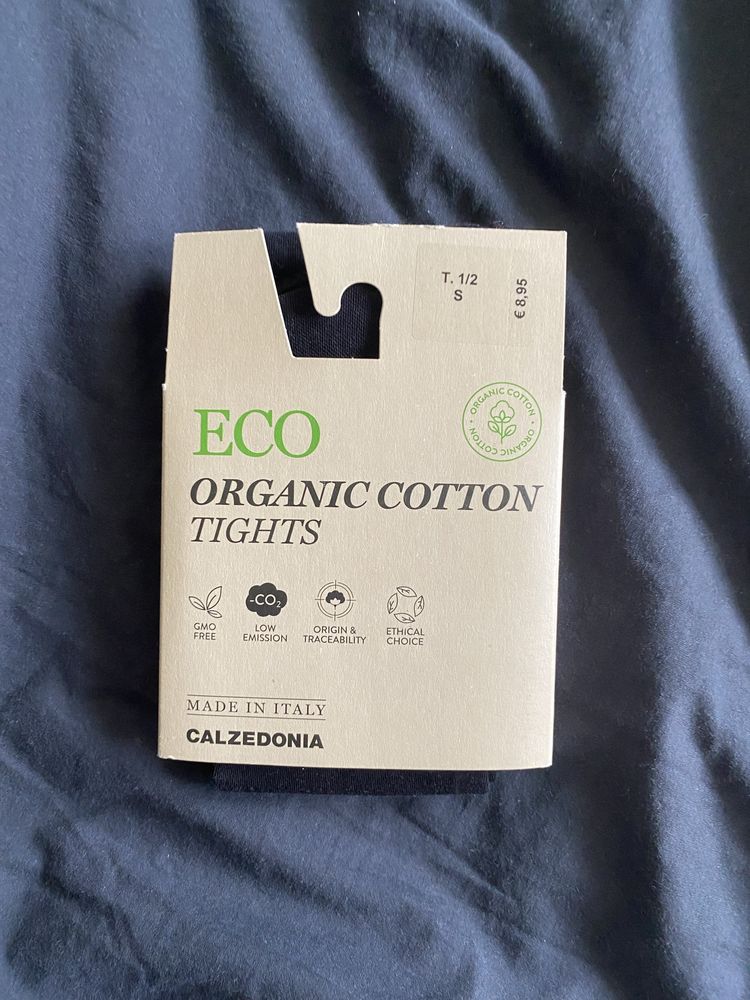 T. 1/2
S
€ 8,95
ECO
ORGANIC COTTON
ORGANIC COTTON
ORGANIC COTTON
TIGHTS
GMO
FREE
-CO₂
LOW
EMISSION
ORIGIN &
TRACEABILITY
ETHICAL
CHOICE
MADE IN ITALY
CALZEDONIA